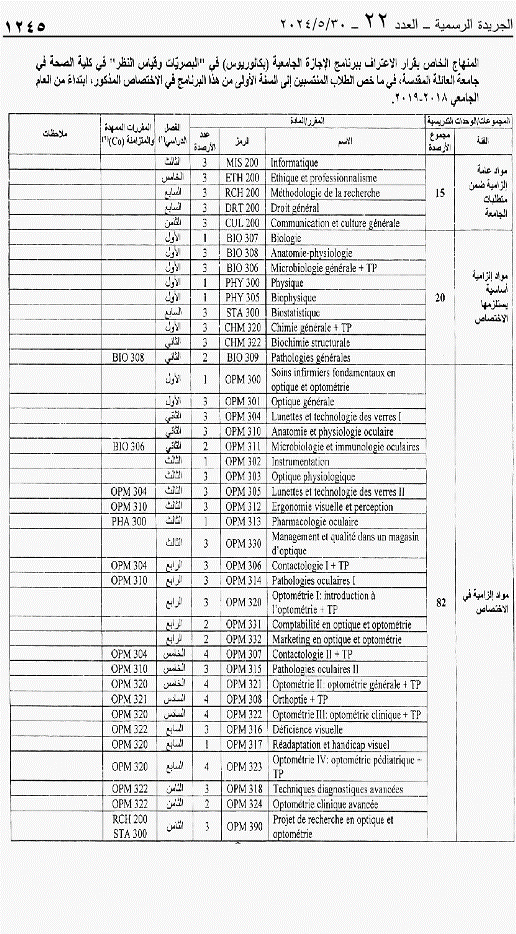 الجريدة الرسمية – العدد ٢٢ – ٢٠٢٤/٥/٣٠ ١٢٤٥
المنهاج الخاص بقرار الاعتراف ببرنامج الإجازة الجامعية (بكالوريوس) في "البصريّات وقياس النظر" في كلية الصحة في
جامعة العائلة المقدسة، في ما خص الطلاب المنتسبين إلى السنة الأولى من هذا البرنامج في الاختصاص المذكور، ابتداءً من العام
الجامعي ٢٠١٨-٢٠١٩.
المجموعات/الوحدات التدريسية المقرر/المادة الفصل الدراسي(١) المقررات الممهدة والمتزامنة (Co)(٢) ملاحظات
الفئة مجموع الأرصدة الاسم الرمز عدد الأرصدة
مواد عامة إلزامية ضمن متطلبات الجامعة 15
Informatique MIS 200 3 الثالث
Ethique et professionnalisme ETH 200 3 الخامس
Méthodologie de la recherche RCH 200 3 السابع
Droit général DRT 200 3 السابع
Communication et culture générale CUL 200 3 الثامن
مواد إلزامية أساسية يستلزمها الاختصاص 20
Biologie BIO 307 1 الأول
Anatomie-physiologie BIO 308 3 الأول
Microbiologie générale + TP BIO 306 3 الأول
Physique PHY 300 1 الأول
Biophysique PHY 305 1 الأول
Biostatistique STA 300 3 السابع
Chimie générale + TP CHM 320 3 الأول
Biochimie structurale CHM 322 3 الثاني
Pathologies générales BIO 309 2 الثاني BIO 308
مواد إلزامية في الاختصاص 82
Soins infirmiers fondamentaux en optique et optométrie OPM 300 1 الأول
Optique générale OPM 301 3 الأول
Lunettes et technologie des verres I OPM 304 3 الثاني
Anatomie et physiologie oculaire OPM 310 3 الثاني
Microbiologie et immunologie oculaires OPM 311 2 الثاني BIO 306
Instrumentation OPM 302 1 الثالث
Optique physiologique OPM 303 3 الثالث
Lunettes et technologie des verres II OPM 305 3 الثالث OPM 304
Ergonomie visuelle et perception OPM 312 3 الثالث OPM 310
Pharmacologie oculaire OPM 313 1 الثالث PHA 300
Management et qualité dans un magasin d'optique OPM 330 3 الثالث
Contactologie I + TP OPM 306 3 الرابع OPM 304
Pathologies oculaires I OPM 314 3 الرابع OPM 310
Optométrie I: introduction à l'optométrie + TP OPM 320 3 الرابع
Comptabilité en optique et optométrie OPM 331 2 الرابع
Marketing en optique et optométrie OPM 332 2 الرابع
Contactologie II + TP OPM 307 4 الخامس OPM 304
Pathologies oculaires II OPM 315 3 الخامس OPM 310
Optométrie II: optométrie générale + TP OPM 321 4 الخامس OPM 320
Orthoptie + TP OPM 308 4 السادس OPM 321
Optométrie III: optométrie clinique + TP OPM 322 4 السادس OPM 320
Déficience visuelle OPM 316 3 السابع OPM 322
Réadaptation et handicap visuel OPM 317 1 السابع OPM 320
Optométrie IV: optométrie pédiatrique + TP OPM 323 4 السابع OPM 320
Techniques diagnostiques avancées OPM 318 3 الثامن OPM 322
Optométrie clinique avancée OPM 324 2 الثامن OPM 322
Projet de recherche en optique et optométrie OPM 390 3 الثامن RCH 200 STA 300